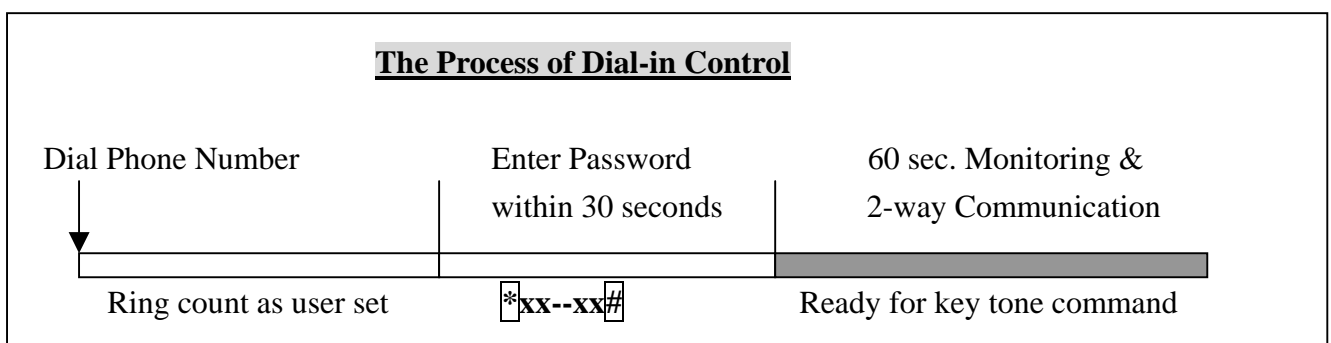 The Process of Dial-in Control
Dial Phone Number
Enter Password
within 30 seconds
60 sec. Monitoring &
2-way Communication
Ring count as user set
*xx--xx#
Ready for key tone command